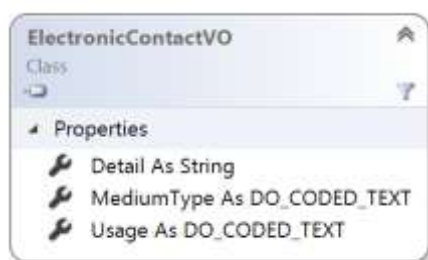 ElectronicContactVO
Class
Properties
Detail As String
MediumType As DO_CODED_TEXT
Usage As DO_CODED_TEXT